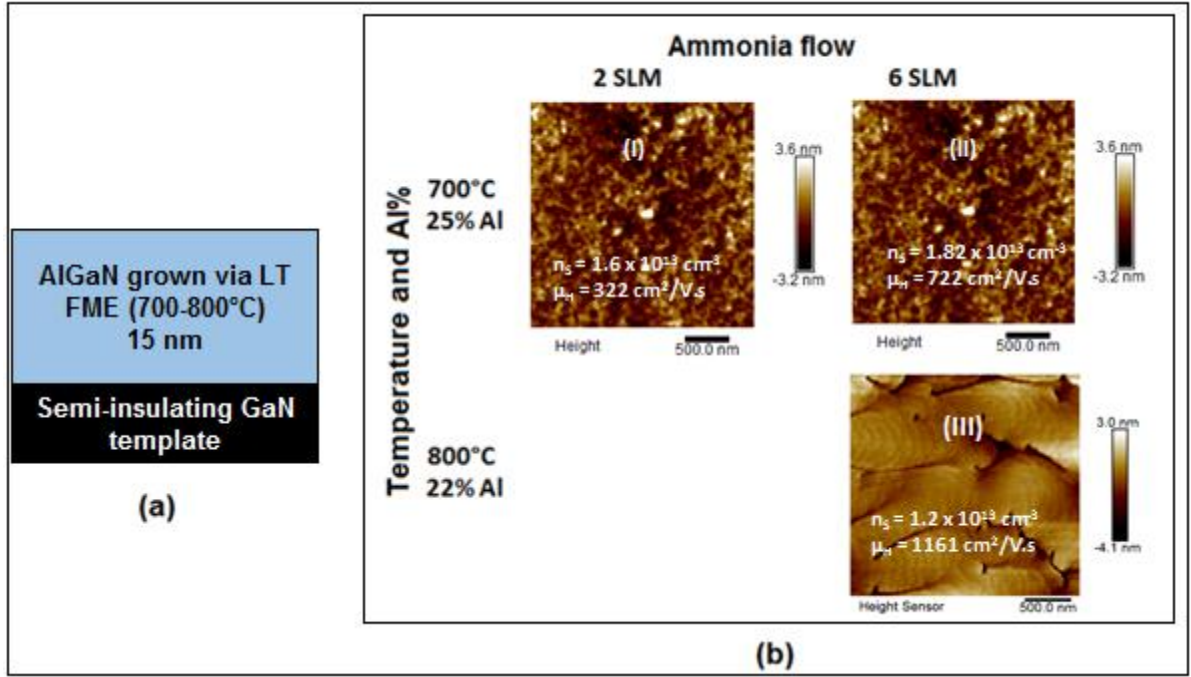 AlGaN grown via LT
FME (700-800°C)
15 nm
Semi-insulating GaN
template
(a)
Ammonia flow
2 SLM
6 SLM
Temperature and Al%
700°C
25% Al
(I)
nₛ = 1.6 x 10¹³ cm⁻³
μ_H = 322 cm²/V.s
Height
500.0 nm
3.6 nm
-3.2 nm
(II)
nₛ = 1.82 x 10¹³ cm⁻³
μ_H = 722 cm²/V.s
Height
500.0 nm
3.6 nm
-3.2 nm
800°C
22% Al
(III)
nₛ = 1.2 x 10¹³ cm⁻³
μ_H = 1161 cm²/V.s
Height Sensor
500.0 nm
3.0 nm
-4.1 nm
(b)